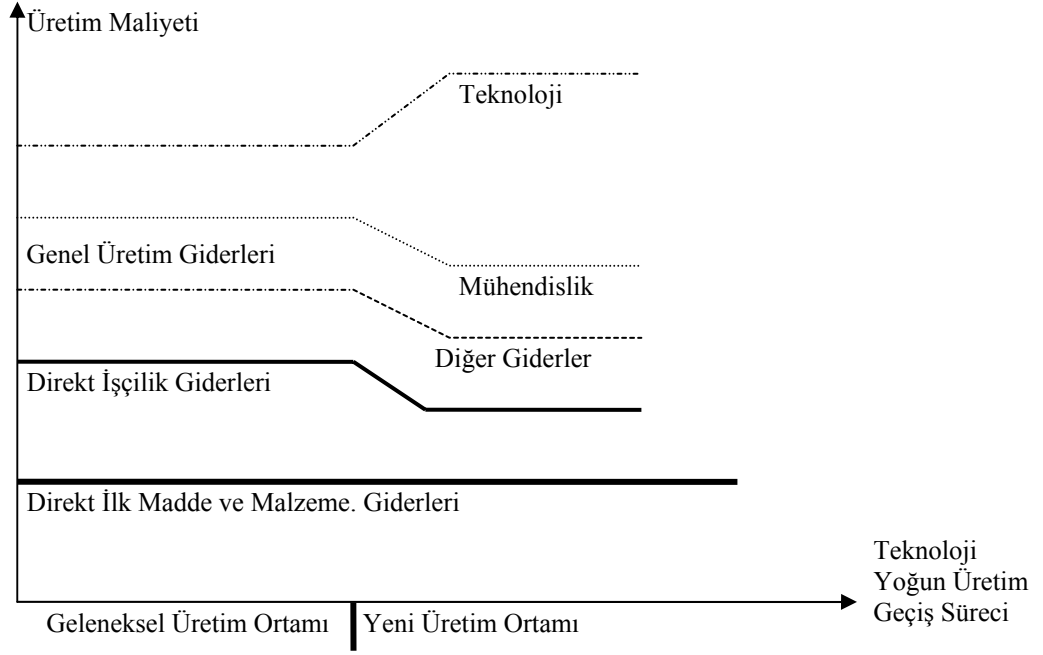 Üretim Maliyeti
Teknoloji
Genel Üretim Giderleri
Mühendislik
Diğer Giderler
Direkt İşçilik Giderleri
Direkt İlk Madde ve Malzeme. Giderleri
Teknoloji
Yoğun Üretim
Geçiş Süreci
Geleneksel Üretim Ortamı
Yeni Üretim Ortamı